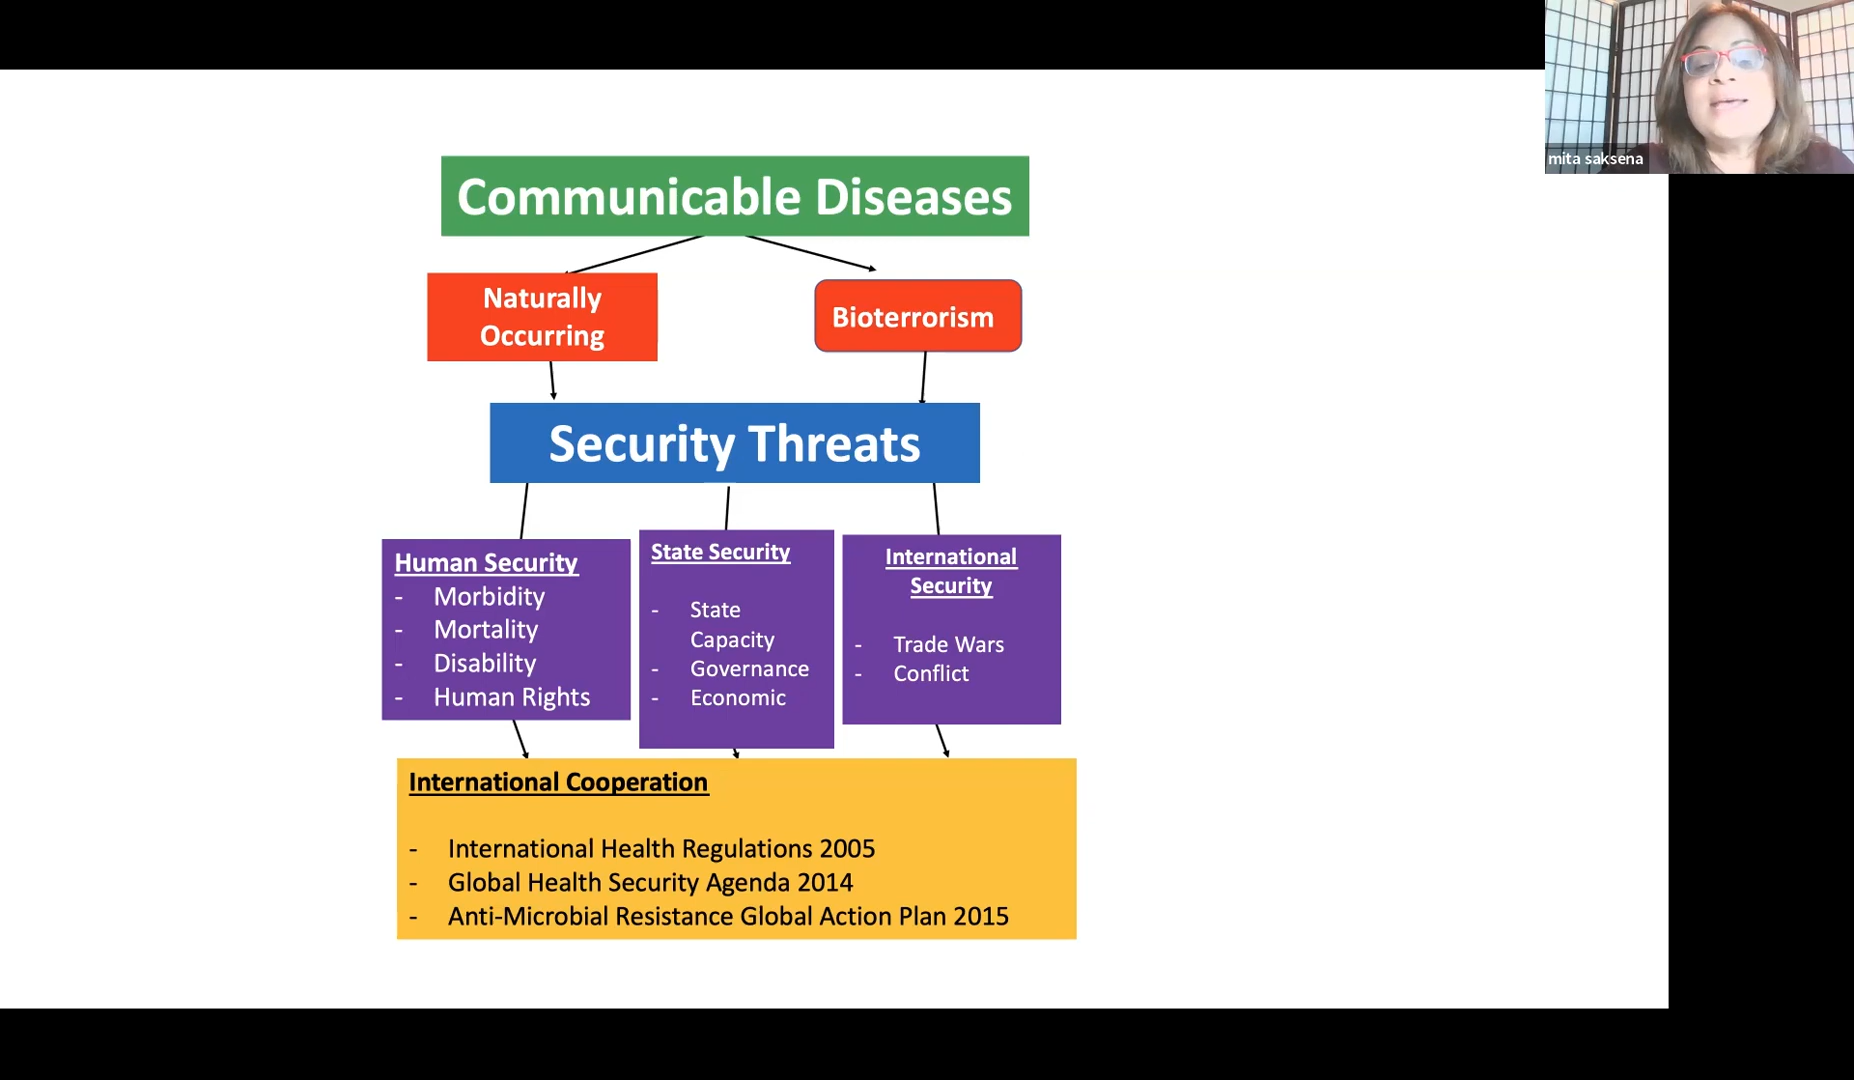 mita saksena
Communicable Diseases
Naturally
Occurring
Bioterrorism
Security Threats
Human Security
- Morbidity
- Mortality
- Disability
- Human Rights
State Security
- State
Capacity
- Governance
- Economic
International
Security
- Trade Wars
- Conflict
International Cooperation
- International Health Regulations 2005
- Global Health Security Agenda 2014
- Anti-Microbial Resistance Global Action Plan 2015